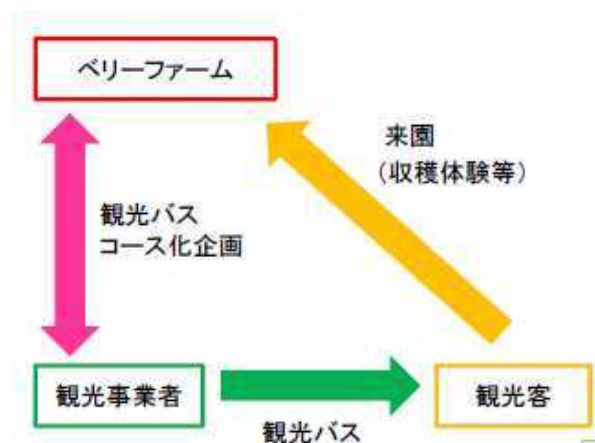 ベリーファーム
来園
（収穫体験等）
観光バス
コース化企画
観光事業者
観光客
観光バス